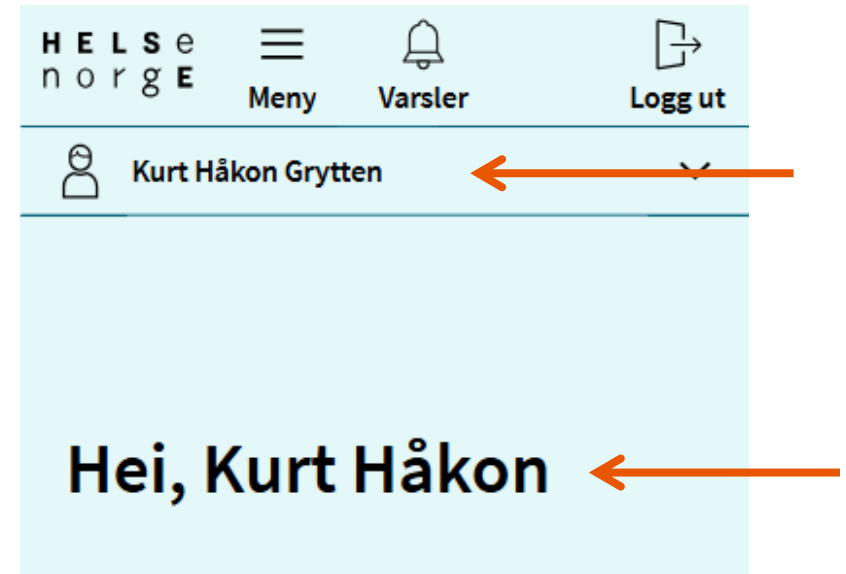 HELSe
norgE
Meny
Varsler
Logg ut
Kurt Håkon Grytten
Hei, Kurt Håkon